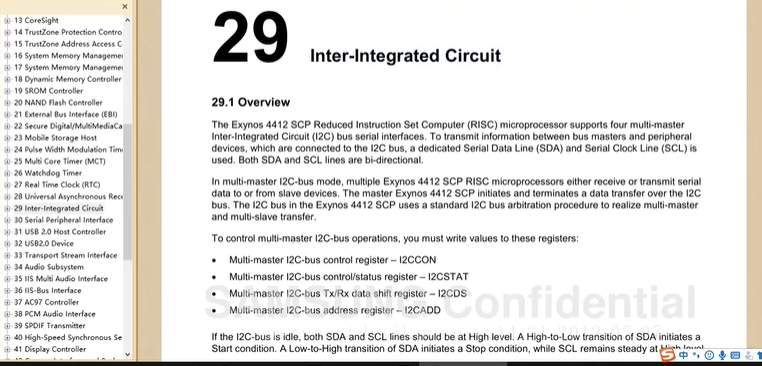 13 CoreSight
14 TrustZone Protection Contro
15 TrustZone Address Access C
16 System Memory Manageme
17 System Memory Manageme
18 Dynamic Memory Controller
19 SROM Controller
20 NAND Flash Controller
21 External Bus Interface (EBI)
22 Secure Digital/MultiMediaCa
23 Mobile Storage Host
24 Pulse Width Modulation Tim
25 Multi Core Timer (MCT)
26 Watchdog Timer
27 Real Time Clock (RTC)
28 Universal Asynchronous Rece
29 Inter-Integrated Circuit
30 Serial Peripheral Interface
31 USB 2.0 Host Controller
32 USB2.0 Device
33 Transport Stream Interface
34 Audio Subsystem
35 IIS Multi Audio Interface
36 IIS-Bus Interface
37 AC97 Controller
38 PCM Audio Interface
39 SPDIF Transmitter
40 High-Speed Synchronous Se
41 Display Controller
29 Inter-Integrated Circuit
29.1 Overview
The Exynos 4412 SCP Reduced Instruction Set Computer (RISC) microprocessor supports four multi-master
Inter-Integrated Circuit (I2C) bus serial interfaces. To transmit information between bus masters and peripheral
devices, which are connected to the I2C bus, a dedicated Serial Data Line (SDA) and Serial Clock Line (SCL) is
used. Both SDA and SCL lines are bi-directional.
In multi-master I2C-bus mode, multiple Exynos 4412 SCP RISC microprocessors either receive or transmit serial
data to or from slave devices. The master Exynos 4412 SCP initiates and terminates a data transfer over the I2C
bus. The I2C bus in the Exynos 4412 SCP uses a standard I2C bus arbitration procedure to realize multi-master
and multi-slave transfer.
To control multi-master I2C-bus operations, you must write values to these registers:
• Multi-master I2C-bus control register – I2CCON
• Multi-master I2C-bus control/status register – I2CSTAT
• Multi-master I2C-bus Tx/Rx data shift register – I2CDS
• Multi-master I2C-bus address register – I2CADD
SAMSUNG Confidential
If the I2C-bus is idle, both SDA and SCL lines should be at High level. A High-to-Low transition of SDA initiates a
Start condition. A Low-to-High transition of SDA initiates a Stop condition, while SCL remains steady at High level
中